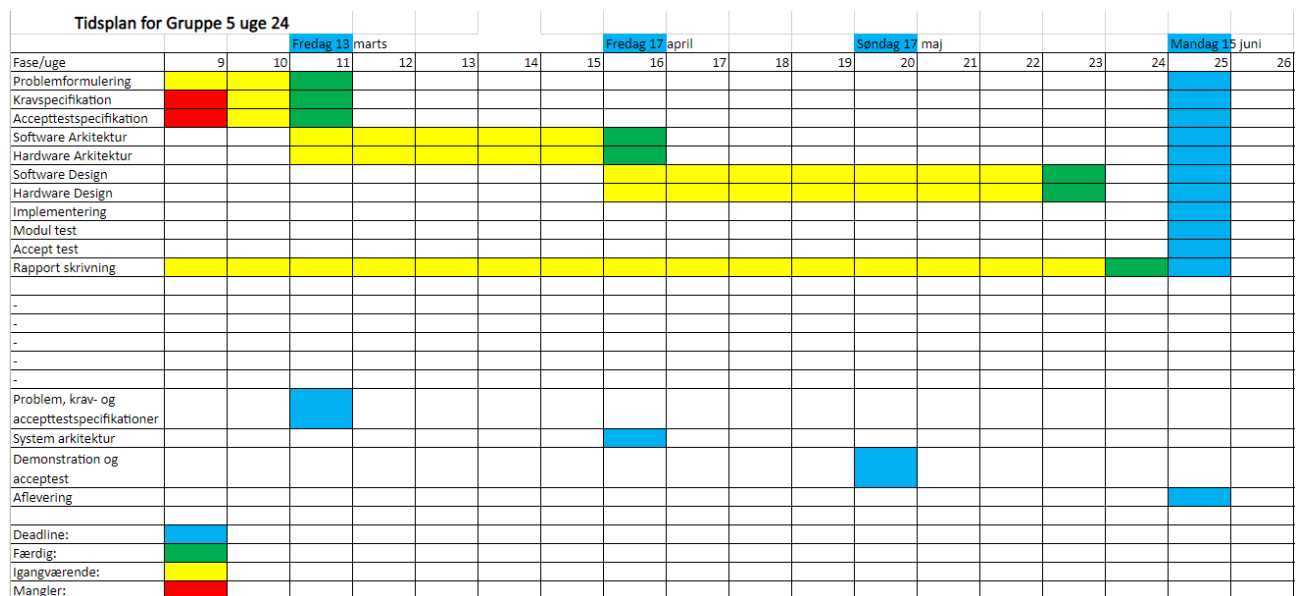 Tidsplan for Gruppe 5 uge 24
Fredag 13 marts Fredag 17 april Søndag 17 maj Mandag 15 juni
Fase/uge 9 10 11 12 13 14 15 16 17 18 19 20 21 22 23 24 25 26
Problemformulering
Kravspecifikation
Accepttestspecifikation
Software Arkitektur
Hardware Arkitektur
Software Design
Hardware Design
Implementering
Modul test
Accept test
Rapport skrivning
-
-
-
-
-
Problem, krav- og
accepttestspecifikationer
System arkitektur
Demonstration og
acceptest
Aflevering
Deadline:
Færdig:
Igangværende:
Mangler: